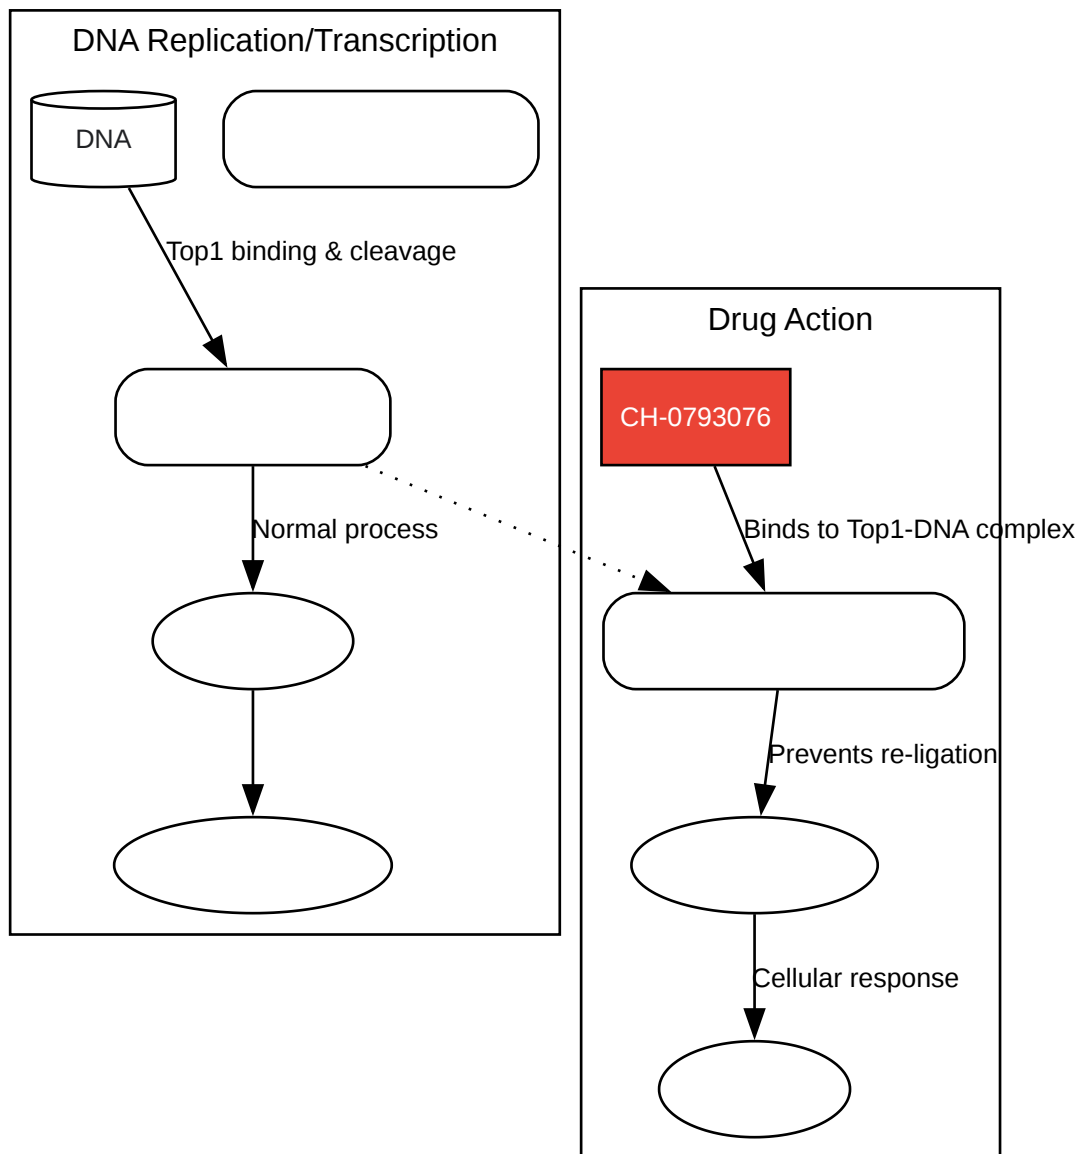 DNA Replication/Transcription
DNA
Top1 binding & cleavage
Drug Action
CH-0793076
Normal process
Binds to Top1-DNA complex
Prevents re-ligation
Cellular response